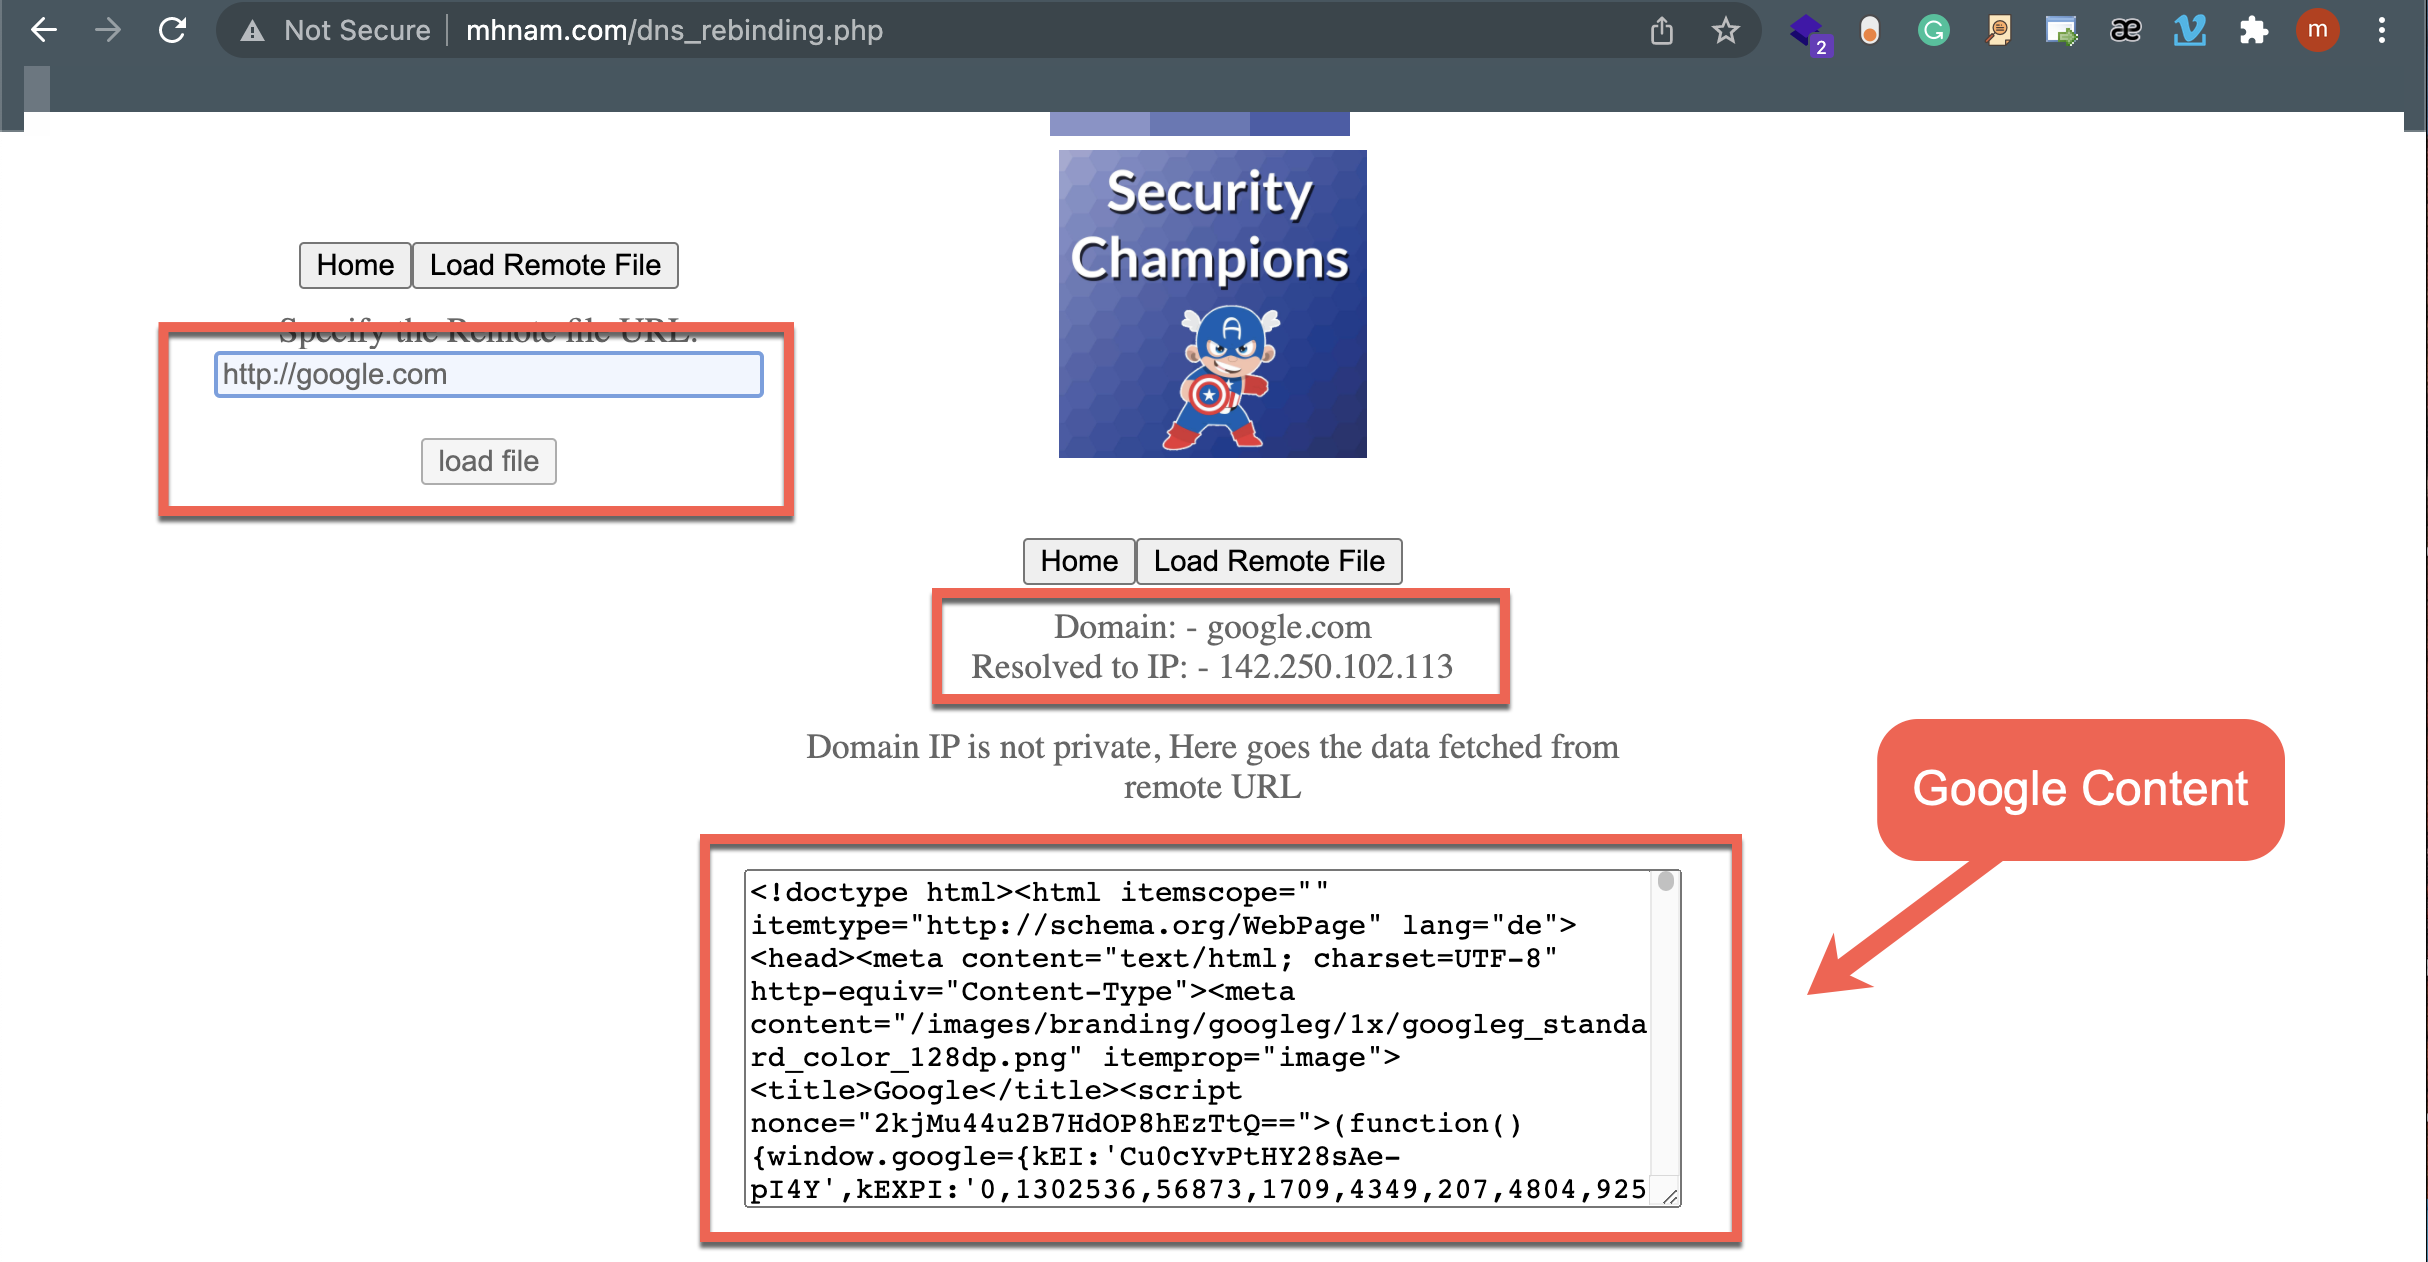 Not Secure
mhnam.com/dns_rebinding.php
2
G
æ
m
Security
Champions
A
Home
Load Remote File
Specify the Remote file URL:
http://google.com
load file
Home
Load Remote File
Domain: - google.com
Resolved to IP: - 142.250.102.113
Domain IP is not private, Here goes the data fetched from
remote URL
Google Content
<!doctype html><html itemscope=""
itemtype="http://schema.org/WebPage" lang="de">
<head><meta content="text/html; charset=UTF-8"
http-equiv="Content-Type"><meta
content="/images/branding/googleg/1x/googleg_standa
rd_color_128dp.png" itemprop="image">
<title>Google</title><script
nonce="2kjMu44u2B7HdOP8hEzTtQ==">(function()
{window.google={kEI:'Cu0cYvPtHY28sAe-
pI4Y',kEXPI:'0,1302536,56873,1709,4349,207,4804,925